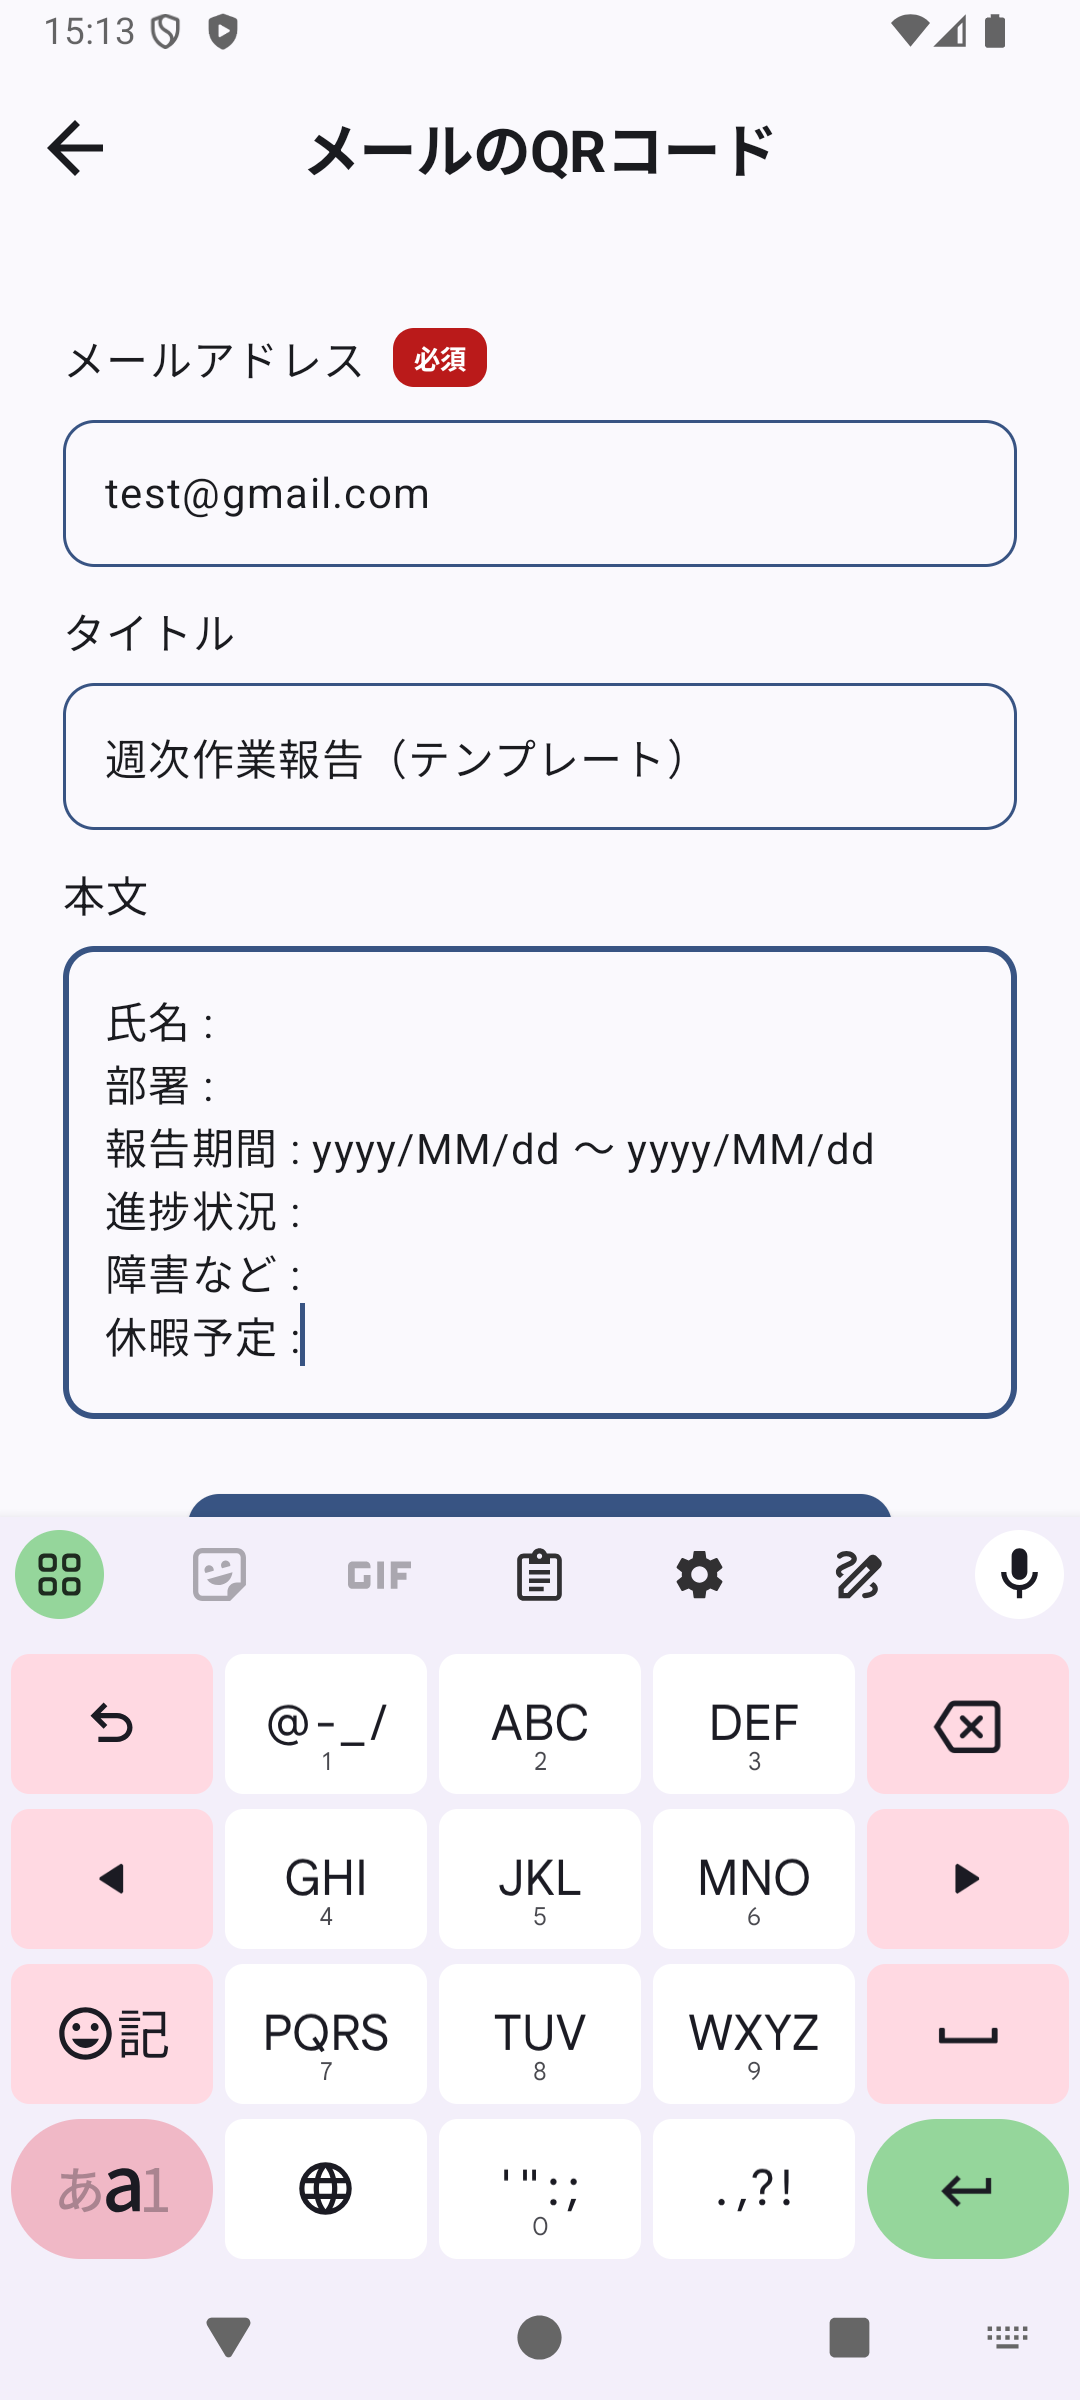 15:13
メールのQRコード
メールアドレス 必須
test@gmail.com
タイトル
週次作業報告（テンプレート）
本文
氏名 :
部署 :
報告期間 : yyyy/MM/dd 〜 yyyy/MM/dd
進捗状況 :
障害など :
休暇予定 :
GIF
@-_/ ABC DEF
1 2 3
GHI JKL MNO
4 5 6
記 PQRS TUV WXYZ
7 8 9
あa1 '":; .,?!
0